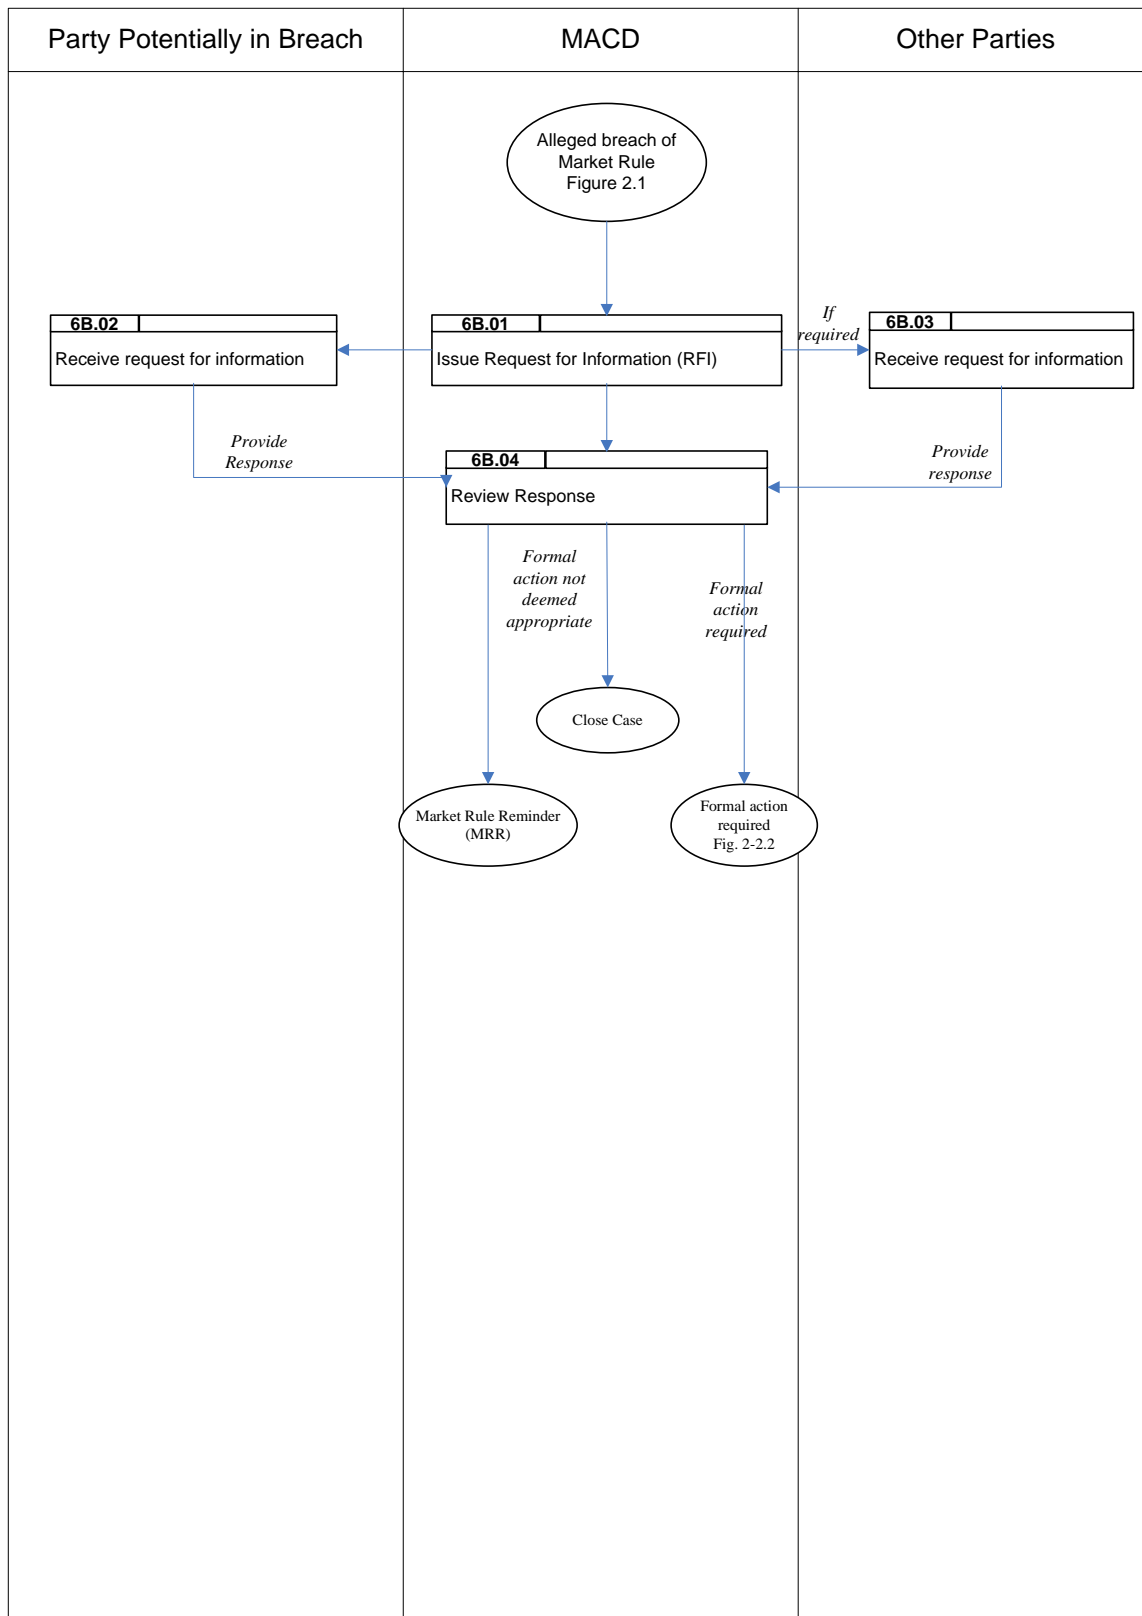 Party Potentially in Breach
MACD
Other Parties
Alleged breach of
Market Rule
Figure 2.1
6B.02
Receive request for information
6B.01
Issue Request for Information (RFI)
If
required
6B.03
Receive request for information
Provide
Response
6B.04
Review Response
Provide
response
Formal
action not
deemed
appropriate
Formal
action
required
Close Case
Market Rule Reminder
(MRR)
Formal action
required
Fig. 2-2.2